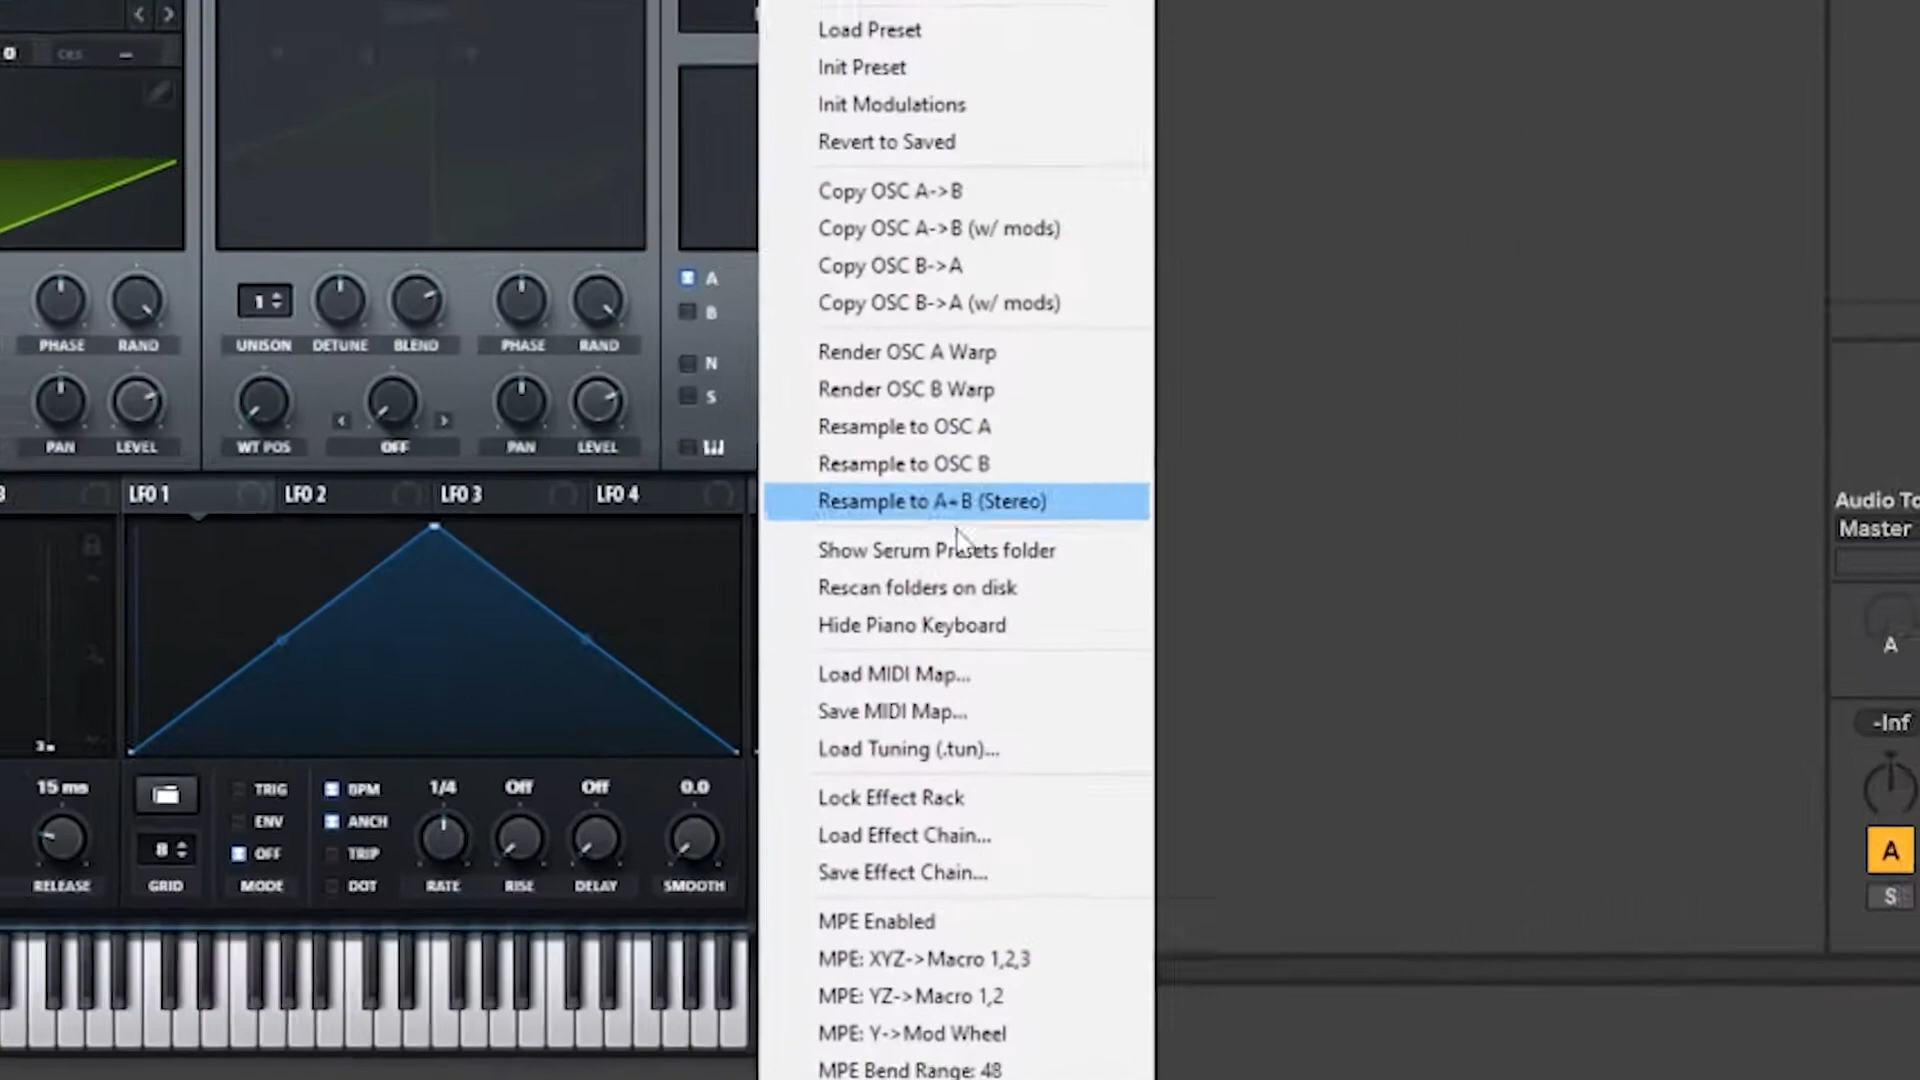 Load Preset
Init Preset
Init Modulations
Revert to Saved
Copy OSC A->B
Copy OSC A->B (w/ mods)
Copy OSC B->A
Copy OSC B->A (w/ mods)
Render OSC A Warp
Render OSC B Warp
Resample to OSC A
Resample to OSC B
Resample to A+B (Stereo)
Show Serum Presets folder
Rescan folders on disk
Hide Piano Keyboard
Load MIDI Map...
Save MIDI Map...
Load Tuning (.tun)...
Lock Effect Rack
Load Effect Chain...
Save Effect Chain...
MPE Enabled
MPE: XYZ->Macro 1,2,3
MPE: YZ->Macro 1,2
MPE: Y->Mod Wheel
MPE Bend Range: 48
0
A
B
N
S
1
PHASE RAND UNISON DETUNE BLEND PHASE RAND
PAN LEVEL WT POS OFF PAN LEVEL
LFO 1 LFO 2 LFO 3 LFO 4
15 ms TRIG BPM 1/4 Off Off 0.0
ENV ANCH
8 OFF TRIP
RELEASE GRID MODE DOT RATE RISE DELAY SMOOTH
Audio To
Master
A
-Inf
A
S